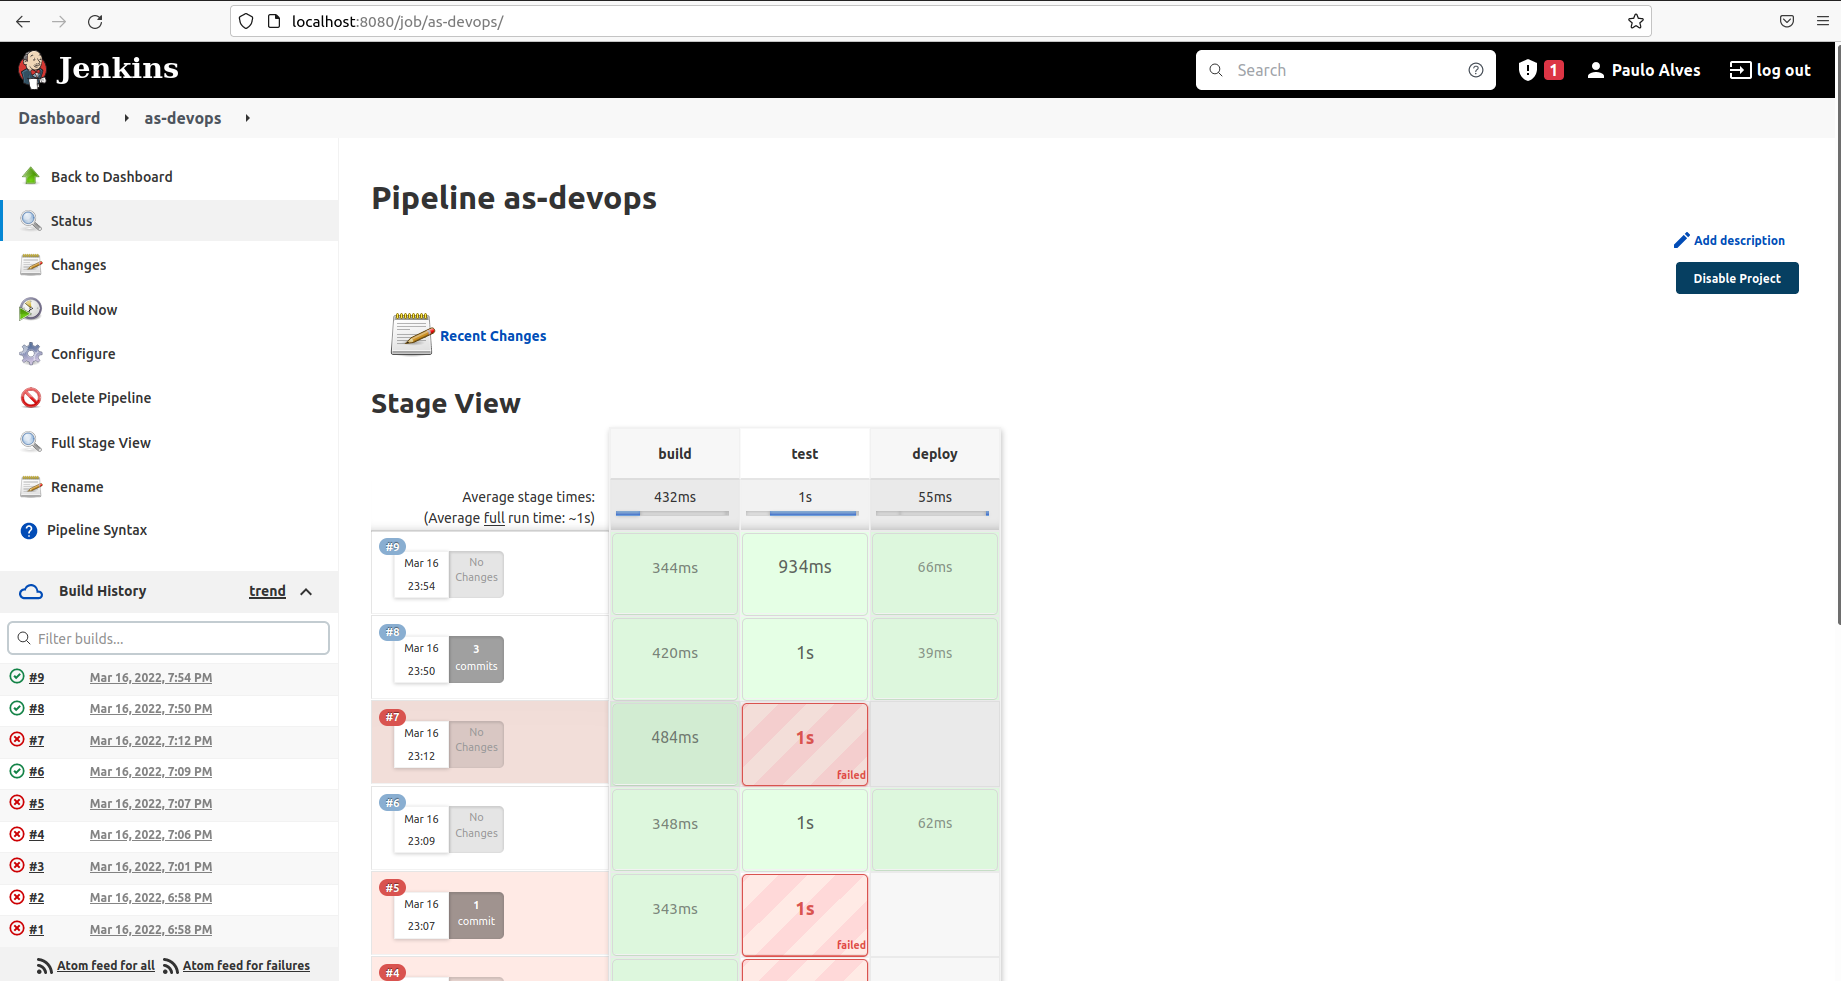 localhost:8080/job/as-devops/
Jenkins
Search
1
Paulo Alves
log out
Dashboard
as-devops
Back to Dashboard
Status
Changes
Build Now
Configure
Delete Pipeline
Full Stage View
Rename
Pipeline Syntax
Build History
trend
Filter builds...
#9 Mar 16, 2022, 7:54 PM
#8 Mar 16, 2022, 7:50 PM
#7 Mar 16, 2022, 7:12 PM
#6 Mar 16, 2022, 7:09 PM
#5 Mar 16, 2022, 7:07 PM
#4 Mar 16, 2022, 7:06 PM
#3 Mar 16, 2022, 7:01 PM
#2 Mar 16, 2022, 6:58 PM
#1 Mar 16, 2022, 6:58 PM
Atom feed for all Atom feed for failures
Pipeline as-devops
Add description
Disable Project
Recent Changes
Stage View
build test deploy
Average stage times: 432ms 1s 55ms
(Average full run time: ~1s)
#9
Mar 16
23:54
No
Changes
344ms 934ms 66ms
#8
Mar 16
23:50
3
commits
420ms 1s 39ms
#7
Mar 16
23:12
No
Changes
484ms 1s
failed
#6
Mar 16
23:09
No
Changes
348ms 1s 62ms
#5
Mar 16
23:07
1
commit
343ms 1s
failed
#4